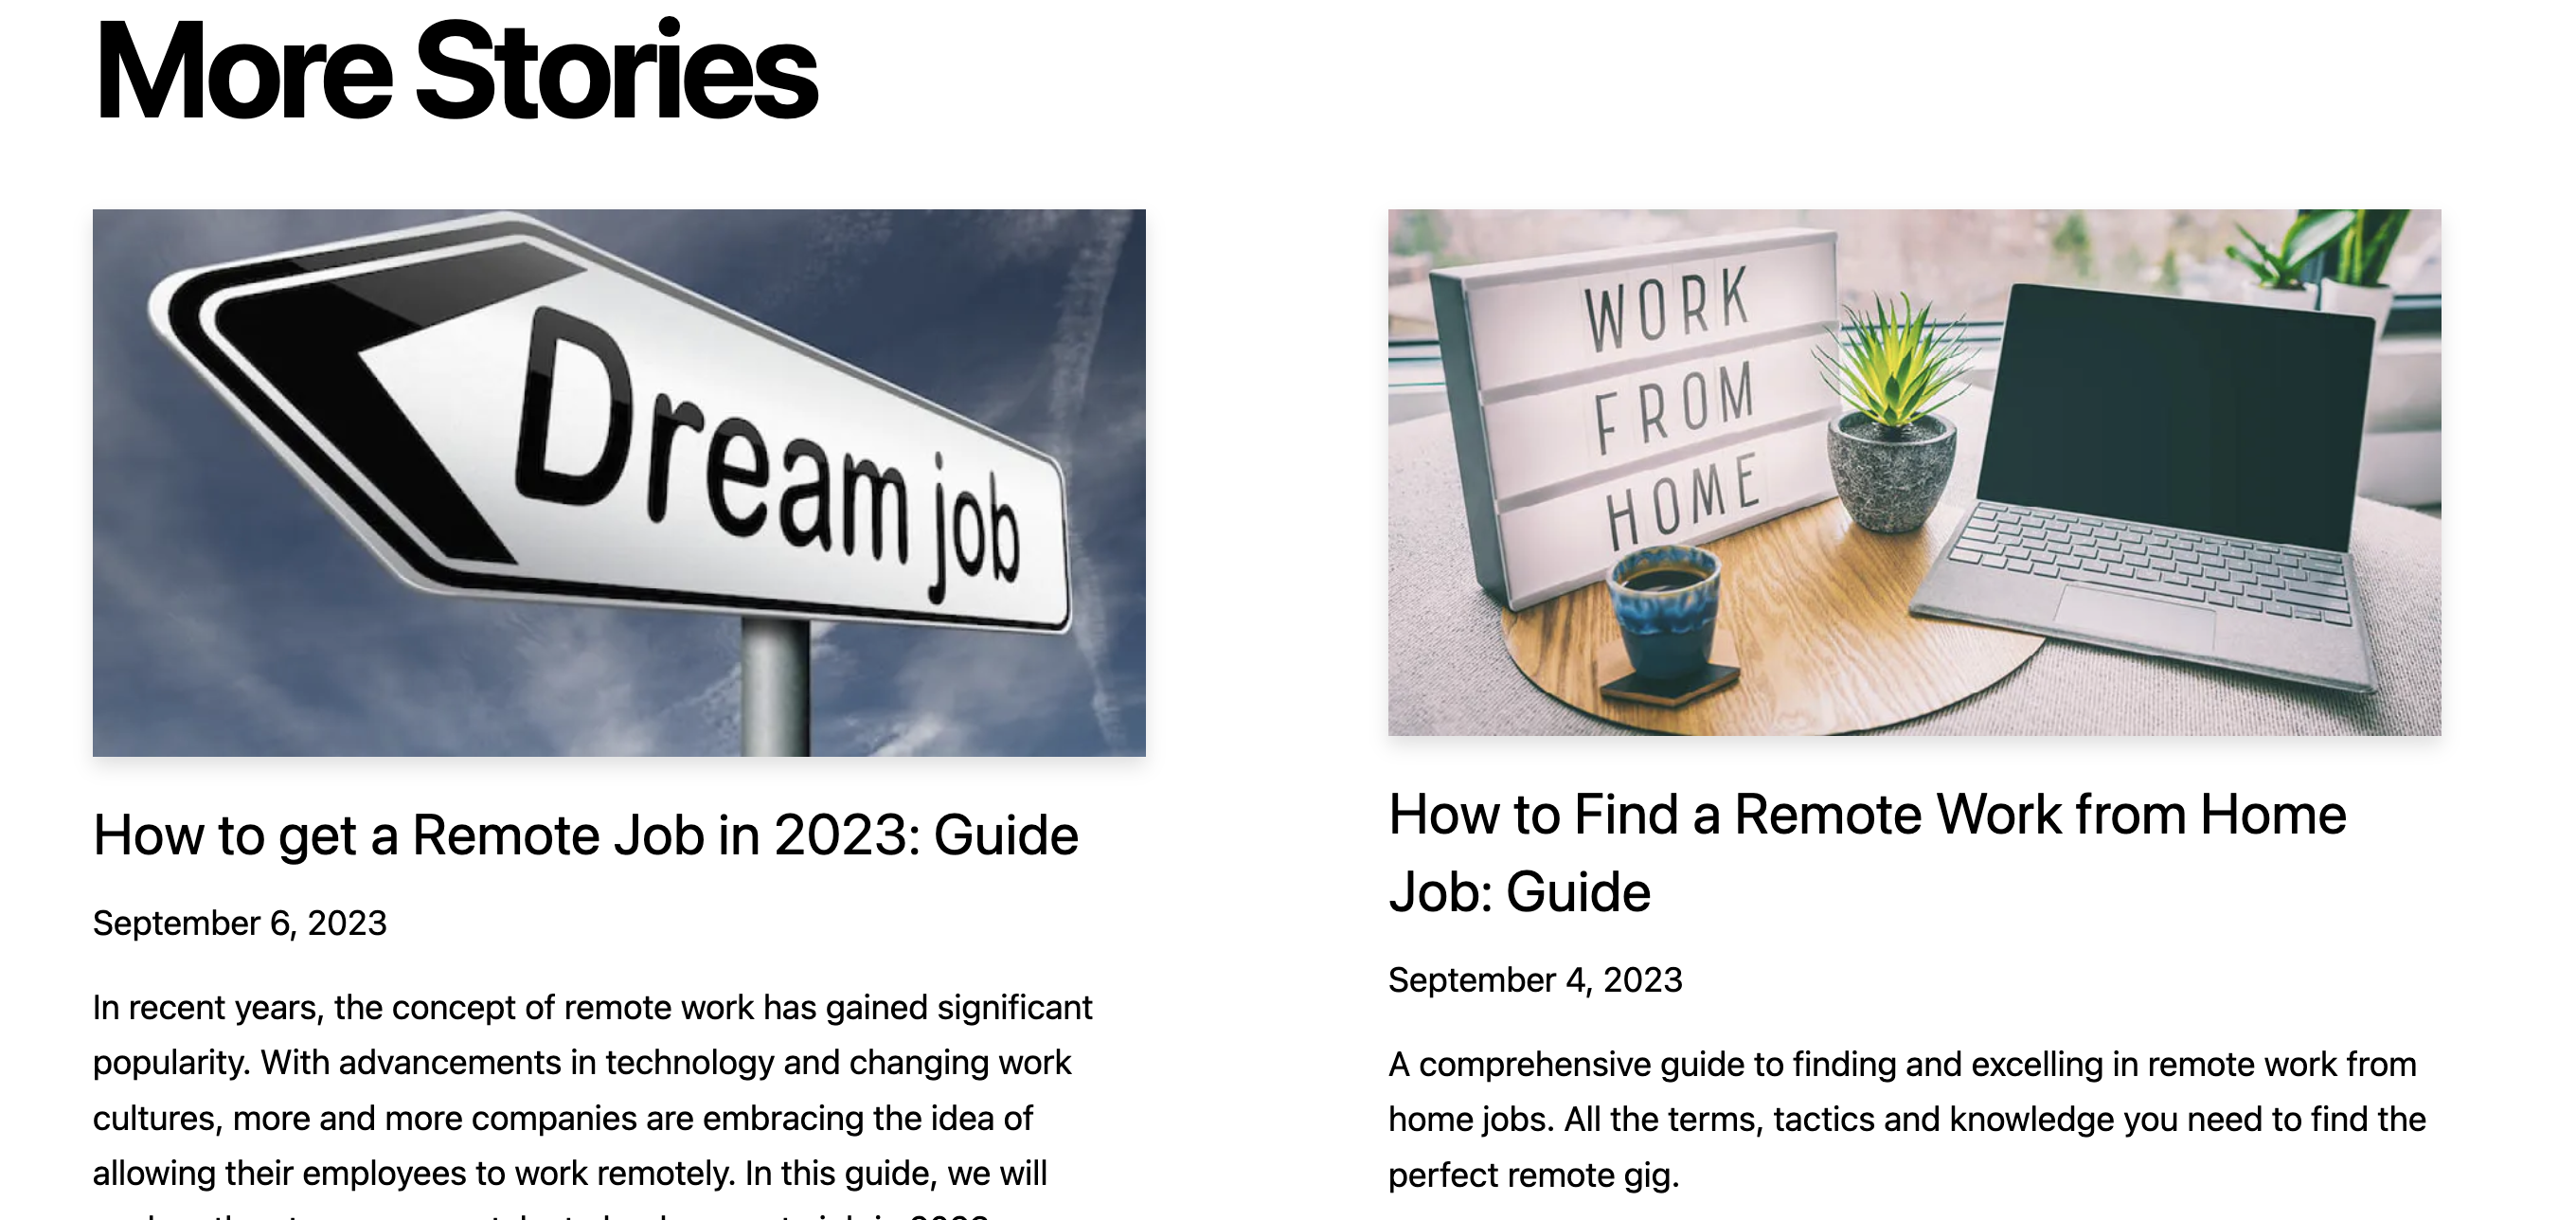 More Stories
Dream job
WORK
FROM
HOME
How to get a Remote Job in 2023: Guide
September 6, 2023
In recent years, the concept of remote work has gained significant
popularity. With advancements in technology and changing work
cultures, more and more companies are embracing the idea of
allowing their employees to work remotely. In this guide, we will
How to Find a Remote Work from Home
Job: Guide
September 4, 2023
A comprehensive guide to finding and excelling in remote work from
home jobs. All the terms, tactics and knowledge you need to find the
perfect remote gig.